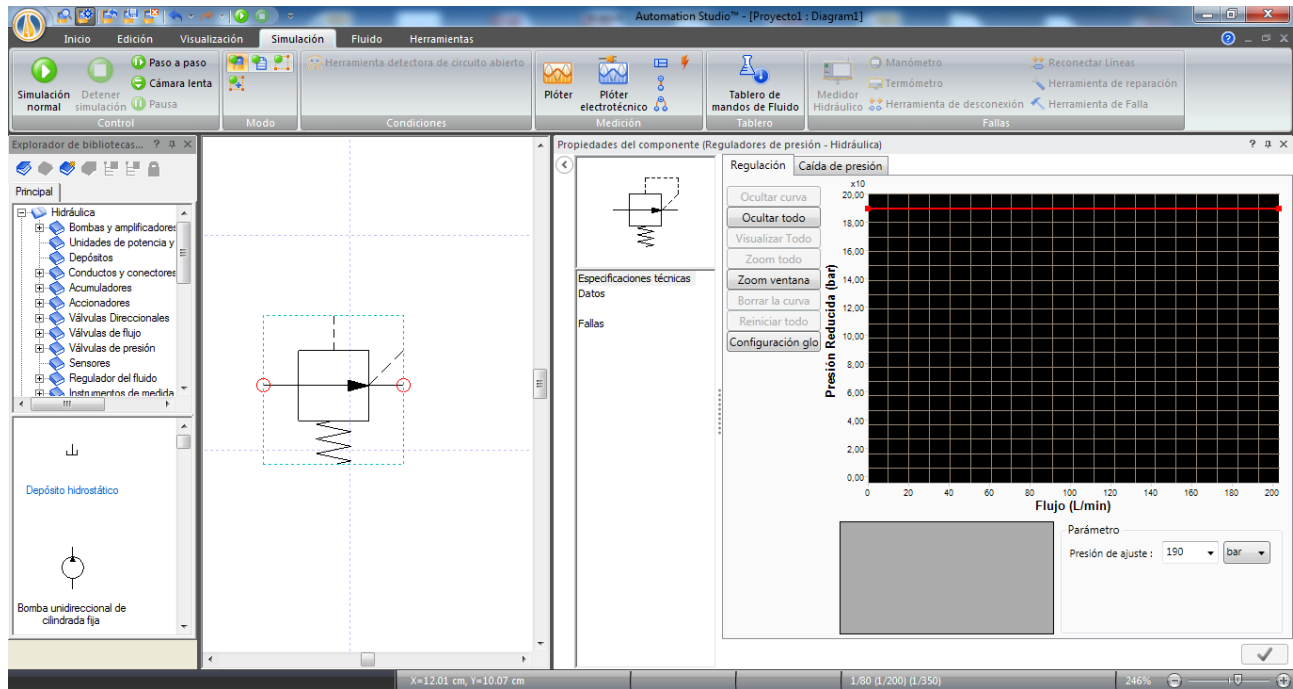 Automation Studio™ - [Proyecto1 : Diagram1]
Inicio Edición Visualización Simulación Fluido Herramientas
Simulación normal
Detener simulación
Paso a paso
Cámara lenta
Pausa
Control
Modo
Herramienta detectora de circuito abierto
Condiciones
Plóter
Plóter electrotécnico
Medición
Tablero de mandos de Fluido
Tablero
Medidor Hidráulico
Manómetro
Termómetro
Herramienta de desconexión
Reconectar Líneas
Herramienta de reparación
Herramienta de Falla
Fallas
Explorador de bibliotecas...
Principal
Hidráulica
Bombas y amplificadores
Unidades de potencia y
Depósitos
Conductos y conectores
Acumuladores
Accionadores
Válvulas Direccionales
Válvulas de flujo
Válvulas de presión
Sensores
Regulador del fluido
Instrumentos de medida
Depósito hidrostático
Bomba unidireccional de
cilindrada fija
Propiedades del componente (Reguladores de presión - Hidráulica)
Especificaciones técnicas
Datos
Fallas
Regulación Caída de presión
Ocultar curva
Ocultar todo
Visualizar Todo
Zoom todo
Zoom ventana
Borrar la curva
Reiniciar todo
Configuración glo
x10
20,00
18,00
16,00
14,00
12,00
10,00
8,00
6,00
4,00
2,00
0,00
Presión Reducida (bar)
0 20 40 60 80 100 120 140 160 180 200
Flujo (L/min)
Parámetro
Presión de ajuste : 190 bar
X=12.01 cm, Y=10.07 cm 1/80 (1/200) (1/350) 246%